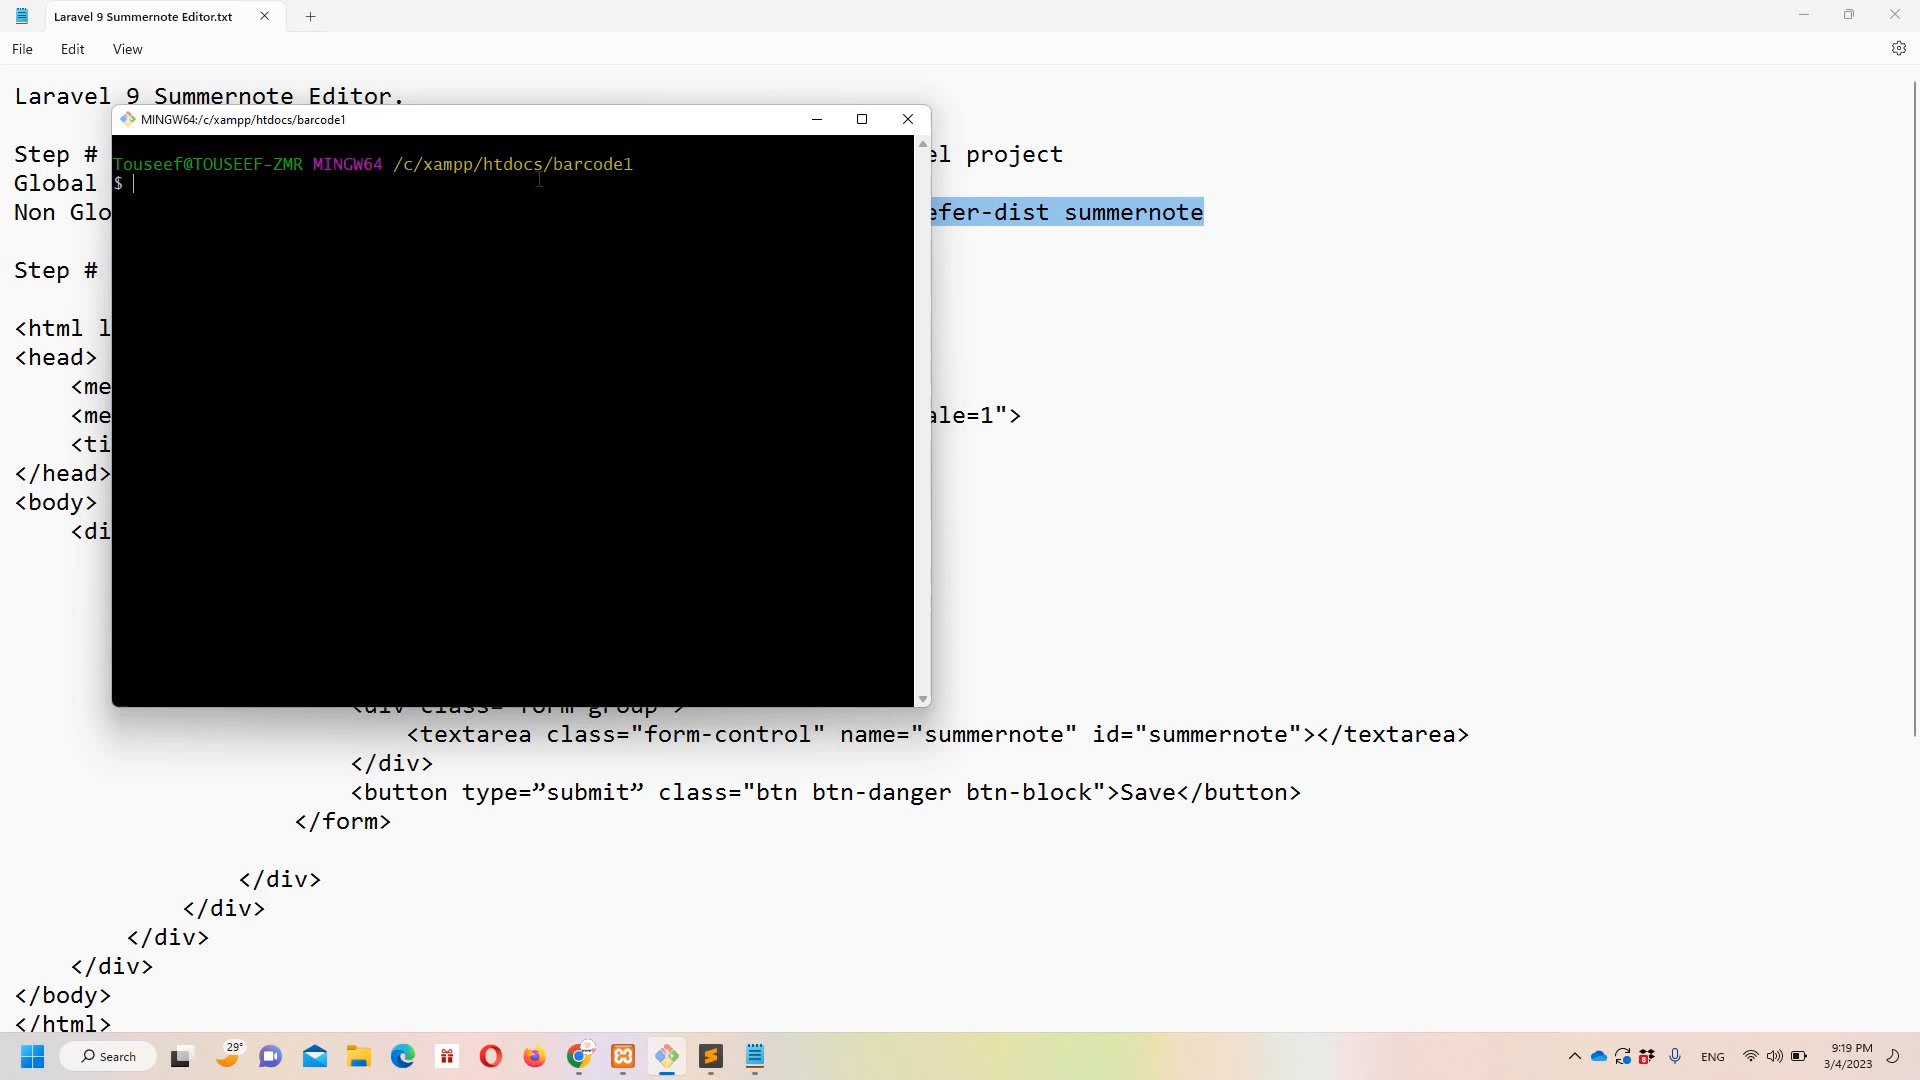 Laravel 9 Summernote Editor.txt
File Edit View
Laravel 9 Summernote Editor.
MINGW64:/c/xampp/htdocs/barcode1
Touseef@TOUSEEF-ZMR MINGW64 /c/xampp/htdocs/barcode1
$
Step # el project
Global
Non Glo efer-dist summernote
Step #
<html l
<head>
<me
<me ale=1">
<ti
</head>
<body>
<di
<div class="form-group">
<textarea class="form-control" name="summernote" id="summernote"></textarea>
</div>
<button type=”submit” class="btn btn-danger btn-block">Save</button>
</form>
</div>
</div>
</div>
</div>
</body>
</html>
29°
Search
ENG
9:19 PM
3/4/2023